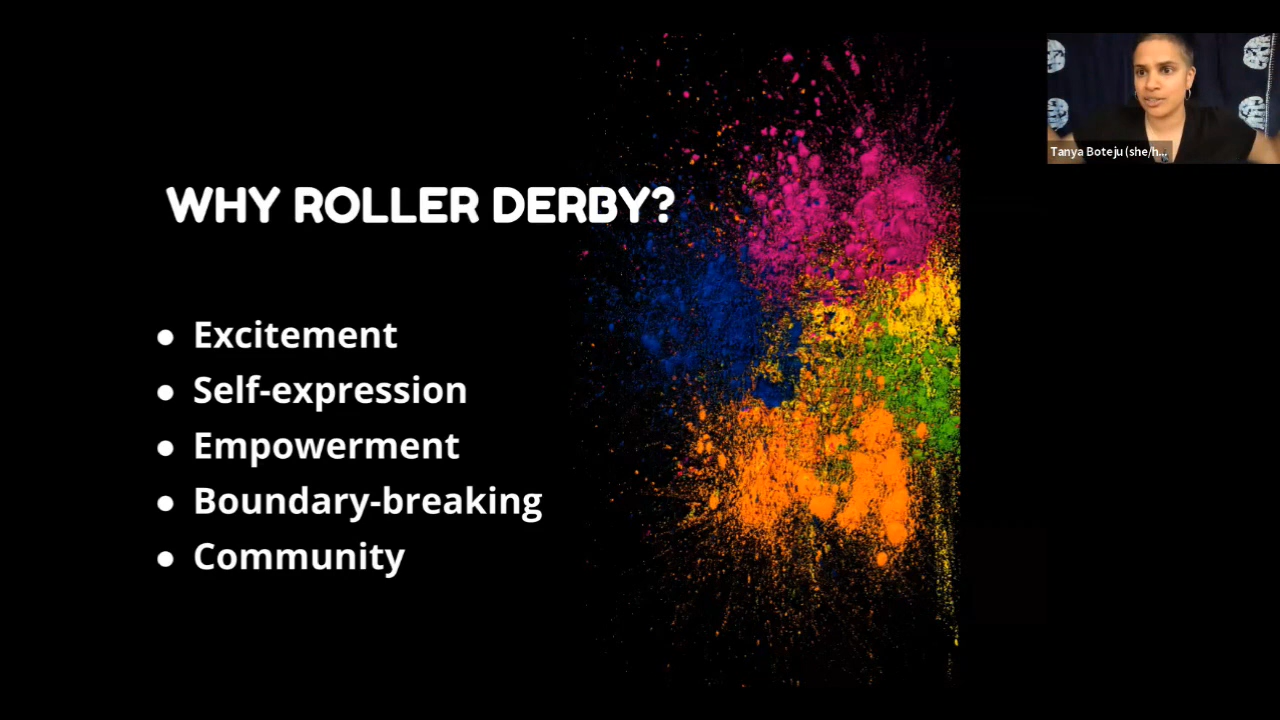 WHY ROLLER DERBY?
● Excitement
● Self-expression
● Empowerment
● Boundary-breaking
● Community
Tanya Boteju (she/h...